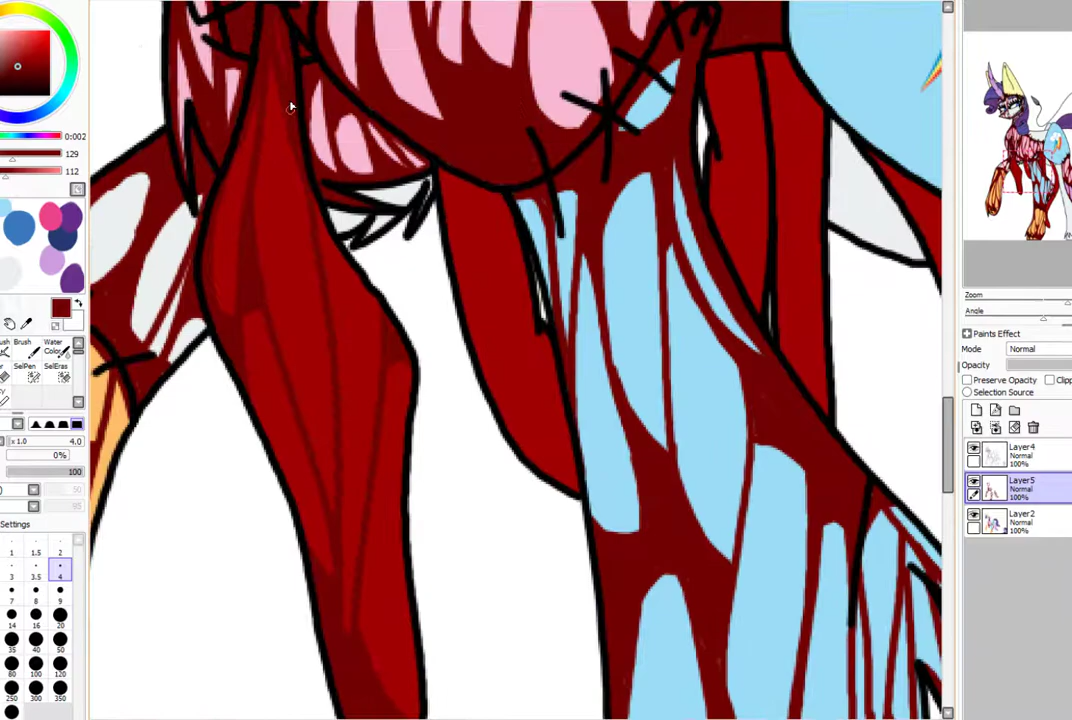 0:002
129
112
Zoom
Angle
Paints Effect
Mode Normal
Opacity
Preserve Opacity
Selection Source
Layer4
Normal
100%
Layer5
Normal
100%
Layer2
Normal
100%
Brush Water Color
SelPen SelEras
x 1.0 4.0
0%
100
50
95
Settings
1 1.5 2
3 3.5 4
7 8 9
14 16 20
35 40 50
80 100 120
250 300 350